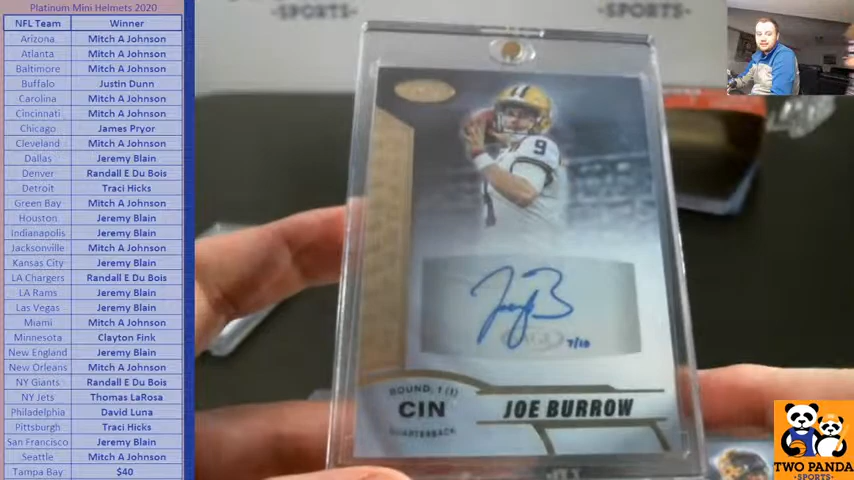 Platinum Mini Helmets 2020
NFL Team Winner
Arizona Mitch A Johnson
Atlanta Mitch A Johnson
Baltimore Mitch A Johnson
Buffalo Justin Dunn
Carolina Mitch A Johnson
Cincinnati Mitch A Johnson
Chicago James Pryor
Cleveland Mitch A Johnson
Dallas Jeremy Blain
Denver Randall E Du Bois
Detroit Traci Hicks
Green Bay Mitch A Johnson
Houston Jeremy Blain
Indianapolis Jeremy Blain
Jacksonville Mitch A Johnson
Kansas City Jeremy Blain
LA Chargers Randall E Du Bois
LA Rams Jeremy Blain
Las Vegas Jeremy Blain
Miami Mitch A Johnson
Minnesota Clayton Fink
New England Jeremy Blain
New Orleans Mitch A Johnson
NY Giants Randall E Du Bois
NY Jets Thomas LaRosa
Philadelphia David Luna
Pittsburgh Traci Hicks
San Francisco Jeremy Blain
Seattle Mitch A Johnson
Tampa Bay $40
-SPORTS-
-SPORTS-
9
7/10
ROUND: 1 (1)
CIN
QUARTERBACK
JOE BURROW
TWO PANDA
-SPORTS-